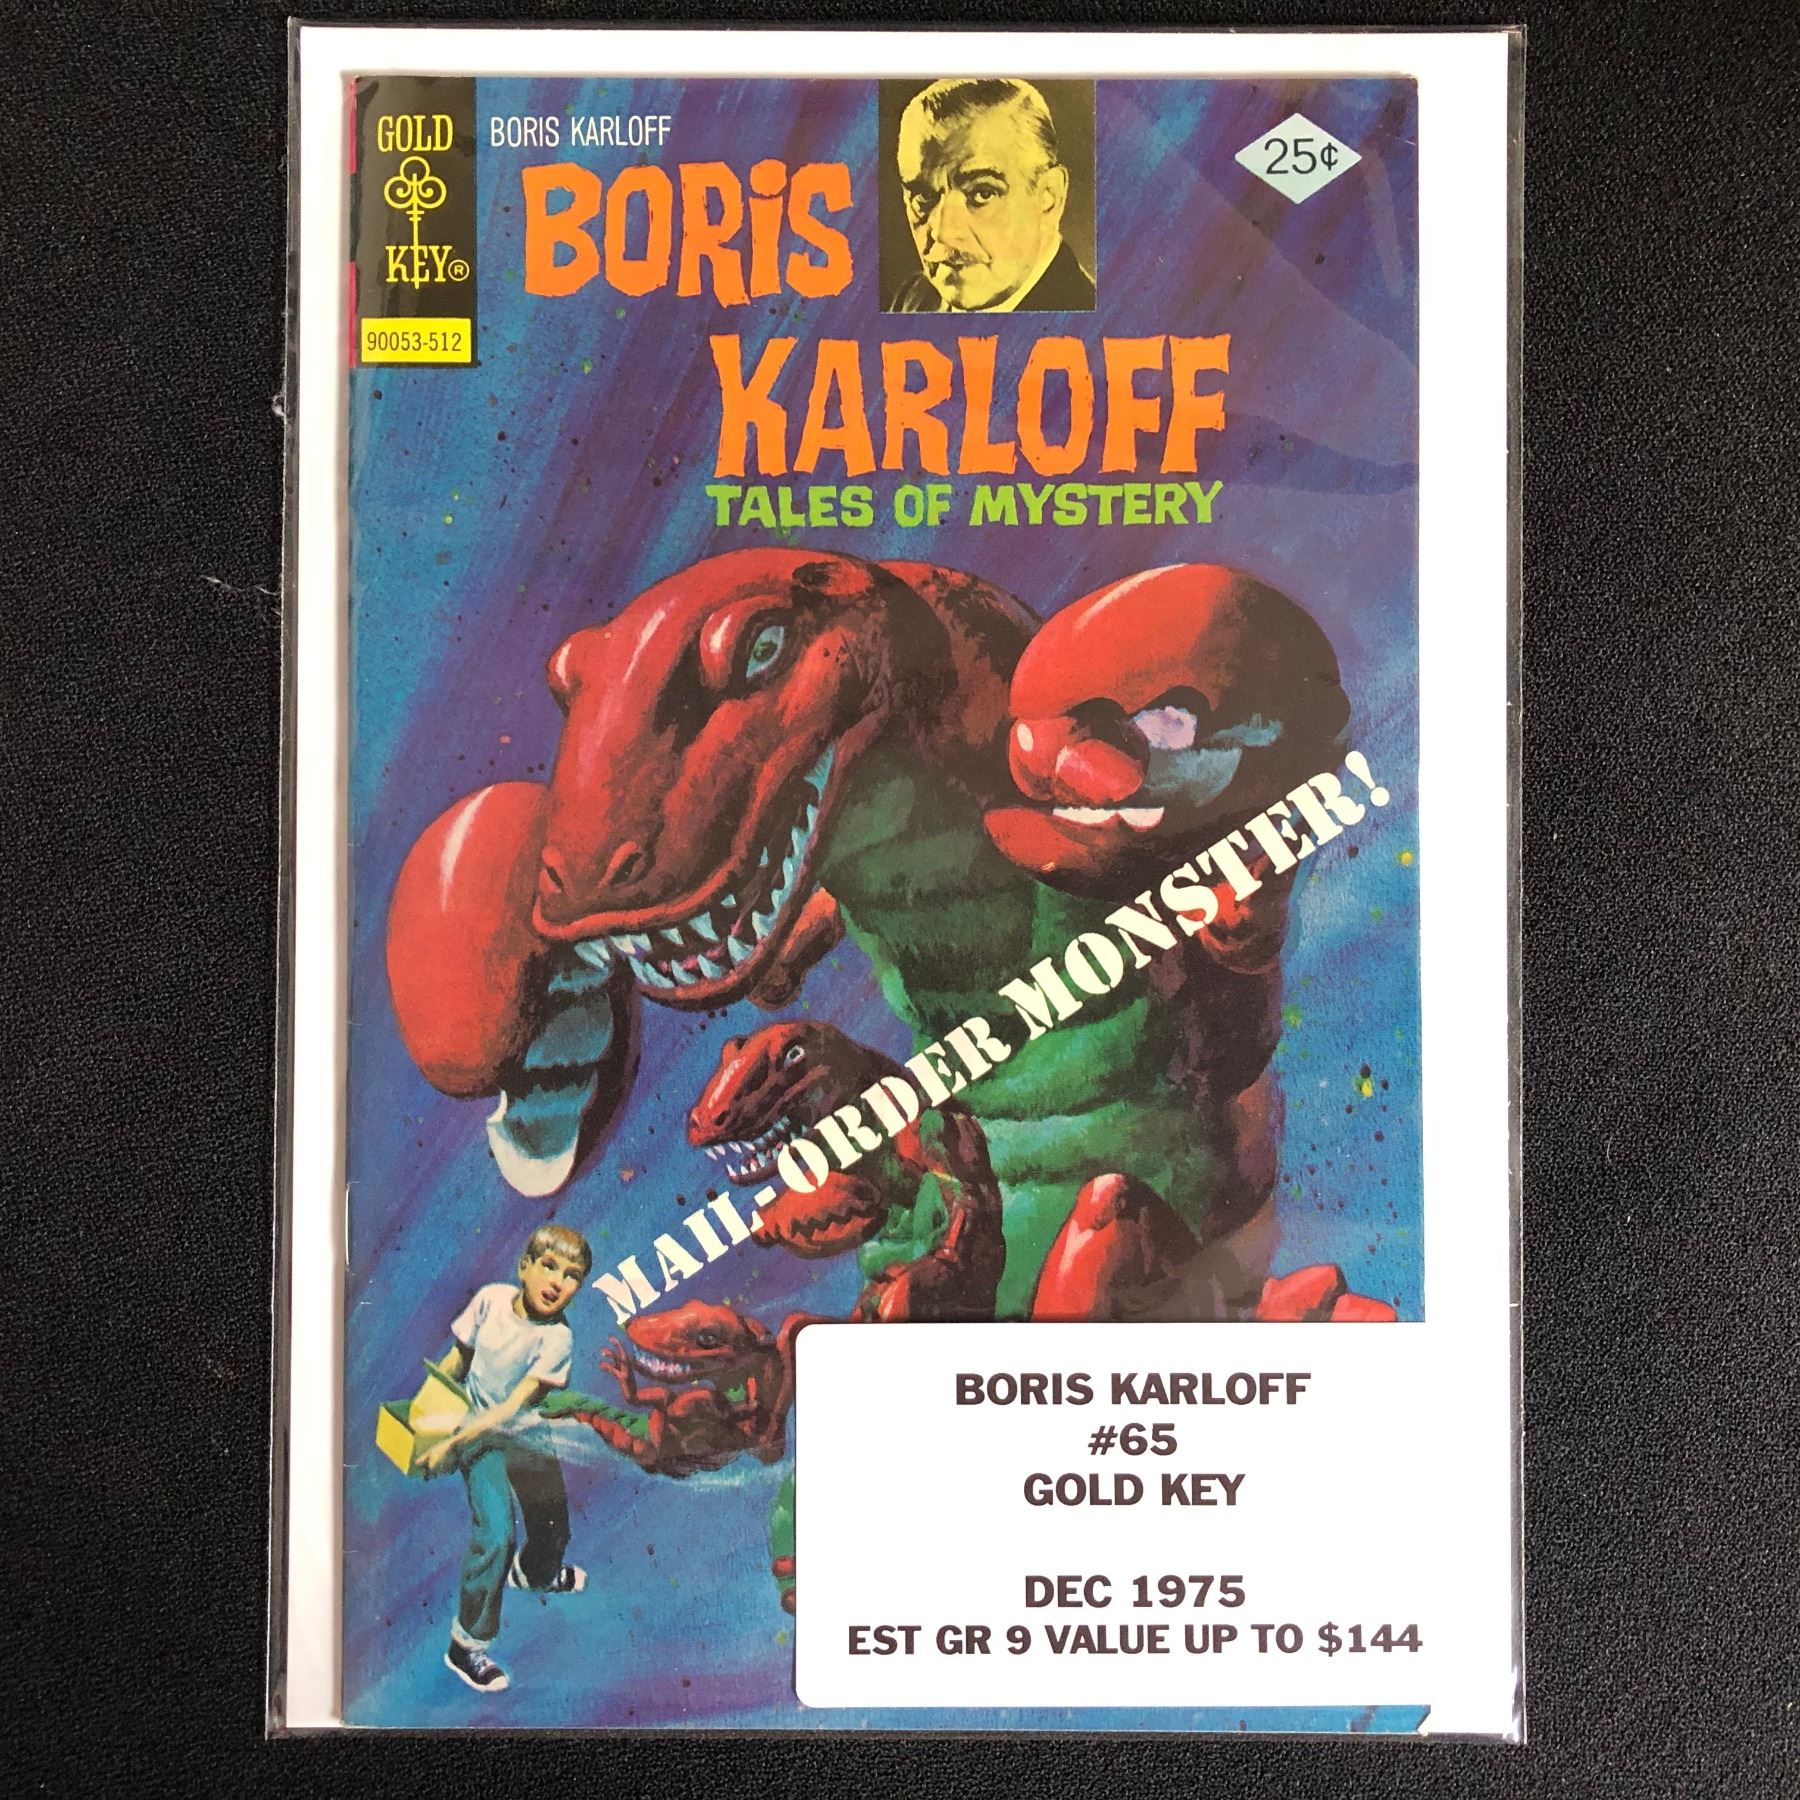 GOLD
KEY®
90053-512
BORIS KARLOFF
BORiS
KARLOFF
TALES OF MYSTERY
25¢
MAIL-ORDER MONSTER!
BORIS KARLOFF
#65
GOLD KEY
DEC 1975
EST GR 9 VALUE UP TO $144